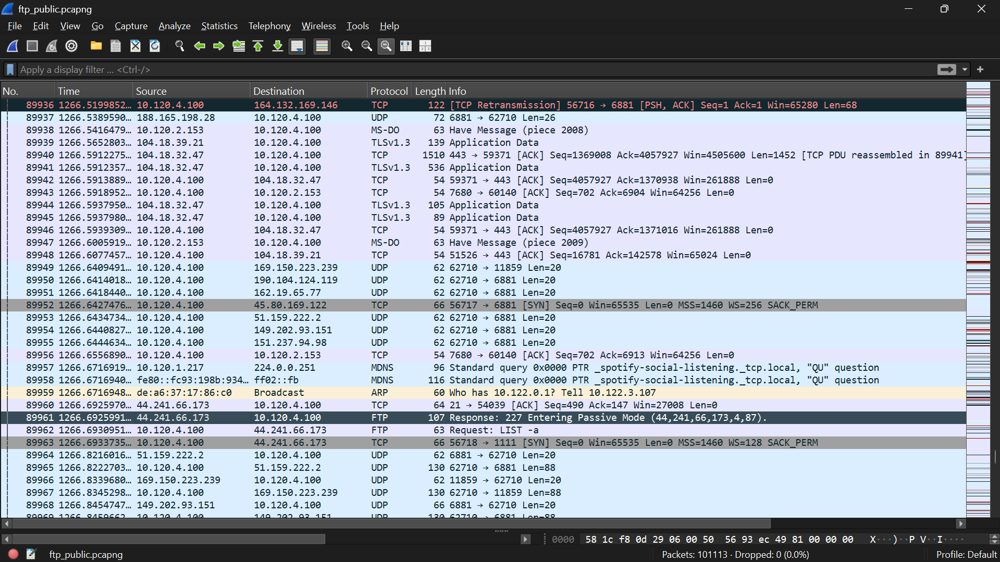 ftp_public.pcapng
File Edit View Go Capture Analyze Statistics Telephony Wireless Tools Help
Apply a display filter ... <Ctrl-/>
No. Time Source Destination Protocol Length Info
89936 1266.5199852… 10.120.4.100 164.132.169.146 TCP 122 [TCP Retransmission] 56716 → 6881 [PSH, ACK] Seq=1 Ack=1 Win=65280 Len=68
89937 1266.5389590… 188.165.198.28 10.120.4.100 UDP 72 6881 → 62710 Len=26
89938 1266.5416479… 10.120.2.153 10.120.4.100 MS-DO 63 Have Message (piece 2008)
89939 1266.5652803… 104.18.39.21 10.120.4.100 TLSv1.3 139 Application Data
89940 1266.5912275… 104.18.32.47 10.120.4.100 TCP 1510 443 → 59371 [ACK] Seq=1369008 Ack=4057927 Win=4505600 Len=1452 [TCP PDU reassembled in 89941]
89941 1266.5912357… 104.18.32.47 10.120.4.100 TLSv1.3 536 Application Data
89942 1266.5913889… 10.120.4.100 104.18.32.47 TCP 54 59371 → 443 [ACK] Seq=4057927 Ack=1370938 Win=261888 Len=0
89943 1266.5918952… 10.120.4.100 10.120.2.153 TCP 54 7680 → 60140 [ACK] Seq=702 Ack=6904 Win=64256 Len=0
89944 1266.5937950… 104.18.32.47 10.120.4.100 TLSv1.3 105 Application Data
89945 1266.5937980… 104.18.32.47 10.120.4.100 TLSv1.3 89 Application Data
89946 1266.5939309… 10.120.4.100 104.18.32.47 TCP 54 59371 → 443 [ACK] Seq=4057927 Ack=1371016 Win=261888 Len=0
89947 1266.6005919… 10.120.2.153 10.120.4.100 MS-DO 63 Have Message (piece 2009)
89948 1266.6077457… 10.120.4.100 104.18.39.21 TCP 54 51526 → 443 [ACK] Seq=16781 Ack=142578 Win=65024 Len=0
89949 1266.6409491… 10.120.4.100 169.150.223.239 UDP 62 62710 → 11859 Len=20
89950 1266.6414018… 10.120.4.100 190.104.124.119 UDP 62 62710 → 6881 Len=20
89951 1266.6418440… 10.120.4.100 162.19.65.77 UDP 62 62710 → 6881 Len=20
89952 1266.6427476… 10.120.4.100 45.80.169.122 TCP 66 56717 → 6881 [SYN] Seq=0 Win=65535 Len=0 MSS=1460 WS=256 SACK_PERM
89953 1266.6434734… 10.120.4.100 51.159.222.2 UDP 62 62710 → 6881 Len=20
89954 1266.6440827… 10.120.4.100 149.202.93.151 UDP 62 62710 → 6881 Len=20
89955 1266.6444634… 10.120.4.100 151.237.94.98 UDP 62 62710 → 6881 Len=20
89956 1266.6556890… 10.120.4.100 10.120.2.153 TCP 54 7680 → 60140 [ACK] Seq=702 Ack=6913 Win=64256 Len=0
89957 1266.6716919… 10.120.1.217 224.0.0.251 MDNS 96 Standard query 0x0000 PTR _spotify-social-listening._tcp.local, "QU" question
89958 1266.6716940… fe80::fc93:198b:934… ff02::fb MDNS 116 Standard query 0x0000 PTR _spotify-social-listening._tcp.local, "QU" question
89959 1266.6716948… de:a6:37:17:86:c0 Broadcast ARP 60 Who has 10.122.0.1? Tell 10.122.3.107
89960 1266.6925970… 44.241.66.173 10.120.4.100 TCP 64 21 → 54039 [ACK] Seq=490 Ack=147 Win=27008 Len=0
89961 1266.6925991… 44.241.66.173 10.120.4.100 FTP 107 Response: 227 Entering Passive Mode (44,241,66,173,4,87).
89962 1266.6930951… 10.120.4.100 44.241.66.173 FTP 63 Request: LIST -a
89963 1266.6933735… 10.120.4.100 44.241.66.173 TCP 66 56718 → 1111 [SYN] Seq=0 Win=65535 Len=0 MSS=1460 WS=128 SACK_PERM
89964 1266.8216016… 51.159.222.2 10.120.4.100 UDP 62 6881 → 62710 Len=20
89965 1266.8222703… 10.120.4.100 51.159.222.2 UDP 130 62710 → 6881 Len=88
89966 1266.8339680… 169.150.223.239 10.120.4.100 UDP 62 11859 → 62710 Len=20
89967 1266.8345298… 10.120.4.100 169.150.223.239 UDP 130 62710 → 11859 Len=88
89968 1266.8454747… 149.202.93.151 10.120.4.100 UDP 66 6881 → 62710 Len=20
89969 1266.8459662… 10.120.4.100 149.202.93.151 UDP 130 62710 → 6881 Len=88
0000 58 1c f8 0d 29 06 00 50 56 93 ec 49 81 00 00 00 X···)··P V··I····
ftp_public.pcapng
Packets: 101113 · Dropped: 0 (0.0%)
Profile: Default